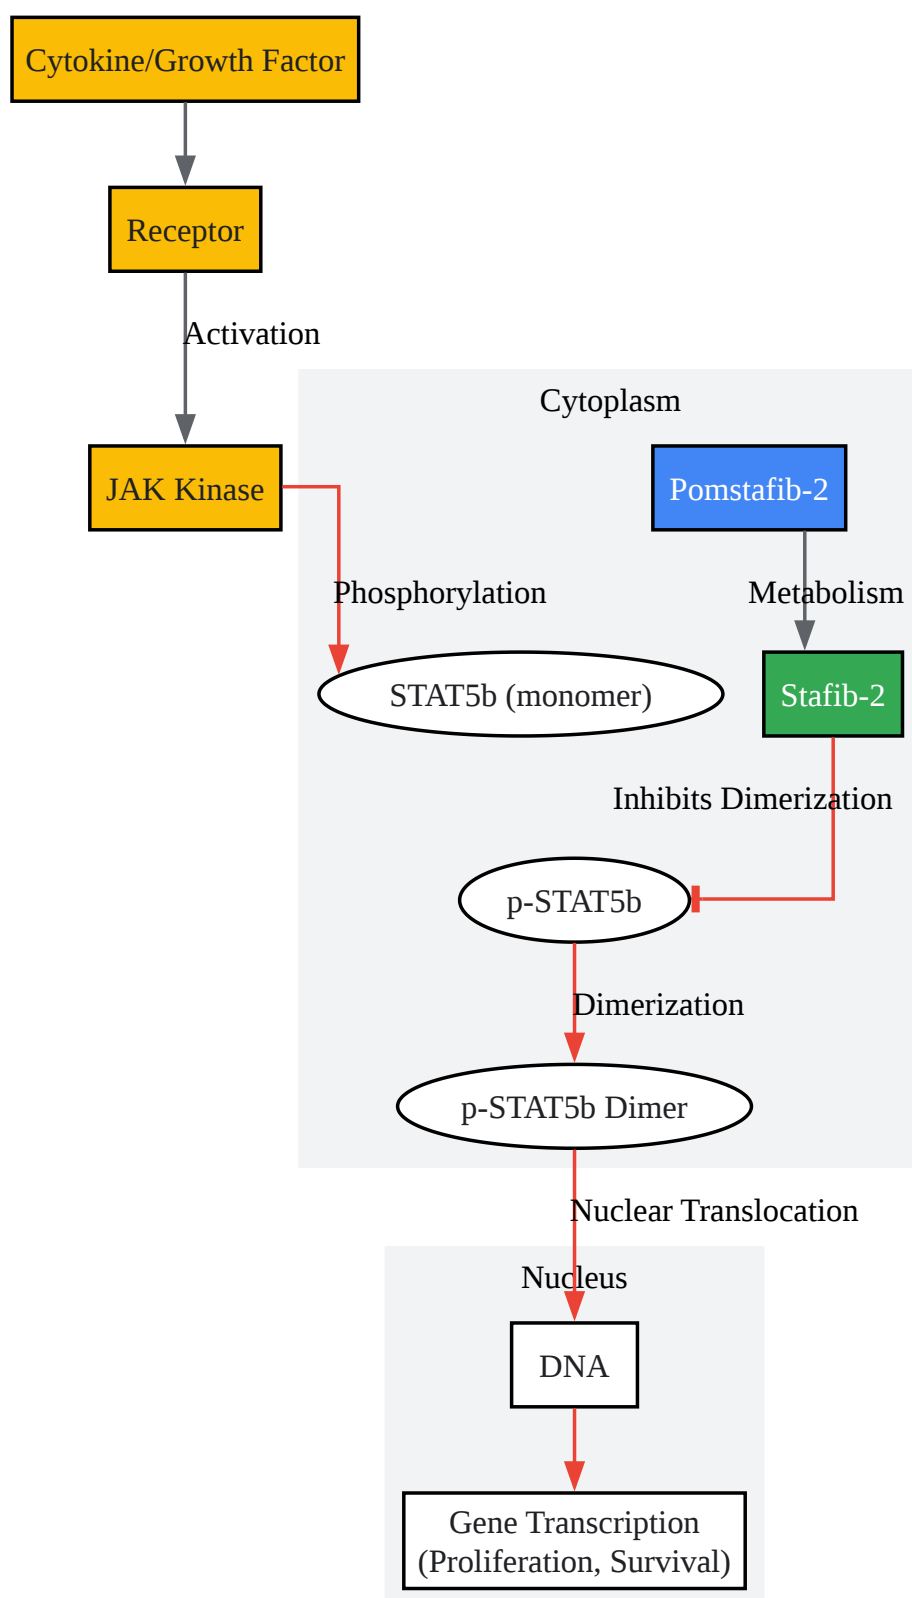 Cytokine/Growth Factor
Receptor
Activation
Cytoplasm
JAK Kinase
Pomstafib-2
Phosphorylation
Metabolism
STAT5b (monomer)
Stafib-2
Inhibits Dimerization
p-STAT5b
Dimerization
p-STAT5b Dimer
Nuclear Translocation
Nucleus
DNA
Gene Transcription
(Proliferation, Survival)